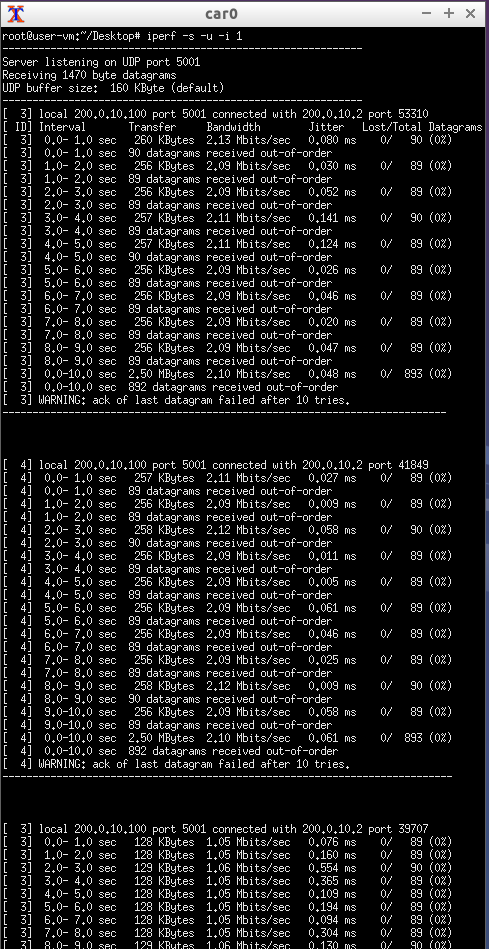 car0
root@user-vm:~/Desktop# iperf -s -u -i 1
------------------------------------------------------------
Server listening on UDP port 5001
Receiving 1470 byte datagrams
UDP buffer size:  160 KByte (default)
------------------------------------------------------------
[  3] local 200.0.10.100 port 5001 connected with 200.0.10.2 port 53310
[ ID] Interval       Transfer     Bandwidth        Jitter   Lost/Total Datagrams
[  3]  0.0- 1.0 sec   260 KBytes  2.13 Mbits/sec   0.080 ms    0/   90 (0%)
[  3]  0.0- 1.0 sec  90 datagrams received out-of-order
[  3]  1.0- 2.0 sec   256 KBytes  2.09 Mbits/sec   0.030 ms    0/   89 (0%)
[  3]  1.0- 2.0 sec  89 datagrams received out-of-order
[  3]  2.0- 3.0 sec   256 KBytes  2.09 Mbits/sec   0.052 ms    0/   89 (0%)
[  3]  2.0- 3.0 sec  89 datagrams received out-of-order
[  3]  3.0- 4.0 sec   257 KBytes  2.11 Mbits/sec   0.141 ms    0/   90 (0%)
[  3]  3.0- 4.0 sec  89 datagrams received out-of-order
[  3]  4.0- 5.0 sec   257 KBytes  2.11 Mbits/sec   0.124 ms    0/   89 (0%)
[  3]  4.0- 5.0 sec  90 datagrams received out-of-order
[  3]  5.0- 6.0 sec   256 KBytes  2.09 Mbits/sec   0.026 ms    0/   89 (0%)
[  3]  5.0- 6.0 sec  89 datagrams received out-of-order
[  3]  6.0- 7.0 sec   256 KBytes  2.09 Mbits/sec   0.046 ms    0/   89 (0%)
[  3]  6.0- 7.0 sec  89 datagrams received out-of-order
[  3]  7.0- 8.0 sec   256 KBytes  2.09 Mbits/sec   0.020 ms    0/   89 (0%)
[  3]  7.0- 8.0 sec  89 datagrams received out-of-order
[  3]  8.0- 9.0 sec   256 KBytes  2.09 Mbits/sec   0.047 ms    0/   89 (0%)
[  3]  8.0- 9.0 sec  89 datagrams received out-of-order
[  3]  0.0-10.0 sec  2.50 MBytes  2.10 Mbits/sec   0.048 ms    0/  893 (0%)
[  3]  0.0-10.0 sec  892 datagrams received out-of-order
[  3] WARNING: ack of last datagram failed after 10 tries.
--------------------------------------------------------------------------
[  4] local 200.0.10.100 port 5001 connected with 200.0.10.2 port 41849
[  4]  0.0- 1.0 sec   257 KBytes  2.11 Mbits/sec   0.027 ms    0/   89 (0%)
[  4]  0.0- 1.0 sec  89 datagrams received out-of-order
[  4]  1.0- 2.0 sec   256 KBytes  2.09 Mbits/sec   0.009 ms    0/   89 (0%)
[  4]  1.0- 2.0 sec  89 datagrams received out-of-order
[  4]  2.0- 3.0 sec   258 KBytes  2.12 Mbits/sec   0.058 ms    0/   90 (0%)
[  4]  2.0- 3.0 sec  90 datagrams received out-of-order
[  4]  3.0- 4.0 sec   256 KBytes  2.09 Mbits/sec   0.011 ms    0/   89 (0%)
[  4]  3.0- 4.0 sec  89 datagrams received out-of-order
[  4]  4.0- 5.0 sec   256 KBytes  2.09 Mbits/sec   0.005 ms    0/   89 (0%)
[  4]  4.0- 5.0 sec  89 datagrams received out-of-order
[  4]  5.0- 6.0 sec   256 KBytes  2.09 Mbits/sec   0.061 ms    0/   89 (0%)
[  4]  5.0- 6.0 sec  89 datagrams received out-of-order
[  4]  6.0- 7.0 sec   256 KBytes  2.09 Mbits/sec   0.046 ms    0/   89 (0%)
[  4]  6.0- 7.0 sec  89 datagrams received out-of-order
[  4]  7.0- 8.0 sec   256 KBytes  2.09 Mbits/sec   0.025 ms    0/   89 (0%)
[  4]  7.0- 8.0 sec  89 datagrams received out-of-order
[  4]  8.0- 9.0 sec   258 KBytes  2.12 Mbits/sec   0.009 ms    0/   90 (0%)
[  4]  8.0- 9.0 sec  90 datagrams received out-of-order
[  4]  9.0-10.0 sec   256 KBytes  2.09 Mbits/sec   0.058 ms    0/   89 (0%)
[  4]  9.0-10.0 sec  89 datagrams received out-of-order
[  4]  0.0-10.0 sec  2.50 MBytes  2.10 Mbits/sec   0.061 ms    0/  893 (0%)
[  4]  0.0-10.0 sec  892 datagrams received out-of-order
[  4] WARNING: ack of last datagram failed after 10 tries.
---------------------------------------------------------------------------
[  3] local 200.0.10.100 port 5001 connected with 200.0.10.2 port 39707
[  3]  0.0- 1.0 sec   128 KBytes  1.05 Mbits/sec   0.076 ms    0/   89 (0%)
[  3]  1.0- 2.0 sec   128 KBytes  1.05 Mbits/sec   0.160 ms    0/   89 (0%)
[  3]  2.0- 3.0 sec   129 KBytes  1.06 Mbits/sec   0.554 ms    0/   90 (0%)
[  3]  3.0- 4.0 sec   128 KBytes  1.05 Mbits/sec   0.365 ms    0/   89 (0%)
[  3]  4.0- 5.0 sec   128 KBytes  1.05 Mbits/sec   0.109 ms    0/   89 (0%)
[  3]  5.0- 6.0 sec   128 KBytes  1.05 Mbits/sec   0.194 ms    0/   89 (0%)
[  3]  6.0- 7.0 sec   129 KBytes  1.06 Mbits/sec   0.094 ms    0/   89 (0%)
[  3]  7.0- 8.0 sec   128 KBytes  1.05 Mbits/sec   0.304 ms    0/   89 (0%)
[  3]  8.0- 9.0 sec   129 KBytes  1.06 Mbits/sec   0.130 ms    0/   90 (0%)